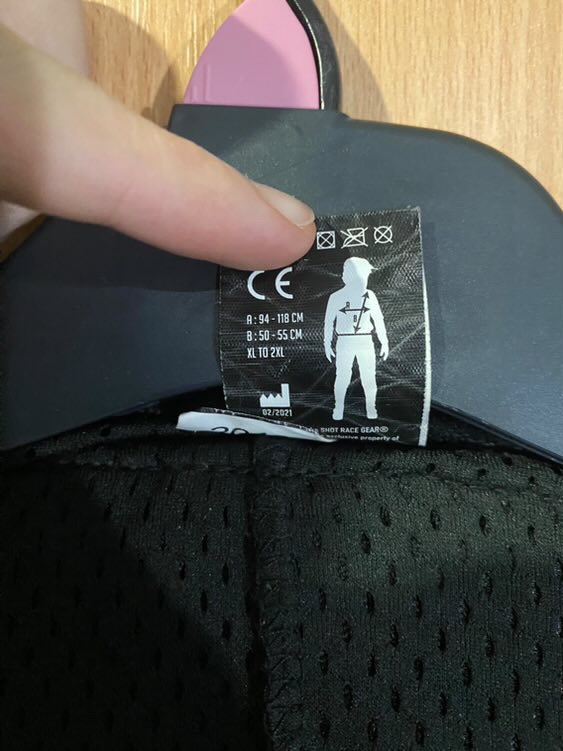 CE
A : 94 - 118 CM
B : 50 - 55 CM
XL TO 2XL
A
B
02/2021
SHOT RACE GEAR®
exclusive property of